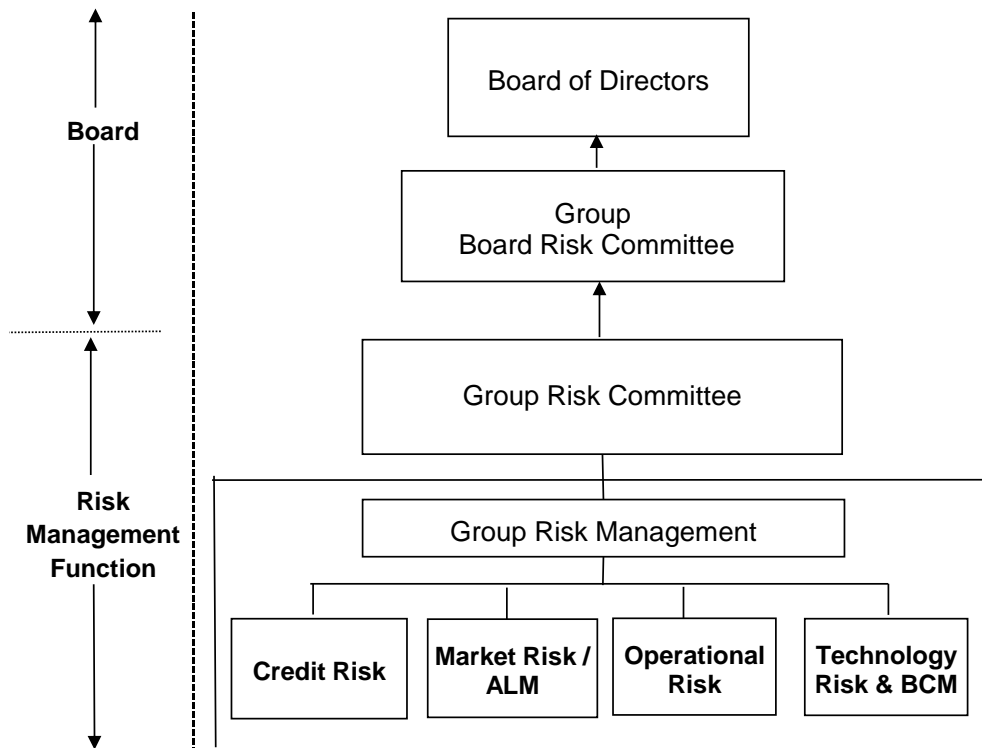 Board of Directors
Board
Group
Board Risk Committee
Group Risk Committee
Risk
Management
Function
Group Risk Management
Credit Risk
Market Risk /
ALM
Operational
Risk
Technology
Risk & BCM